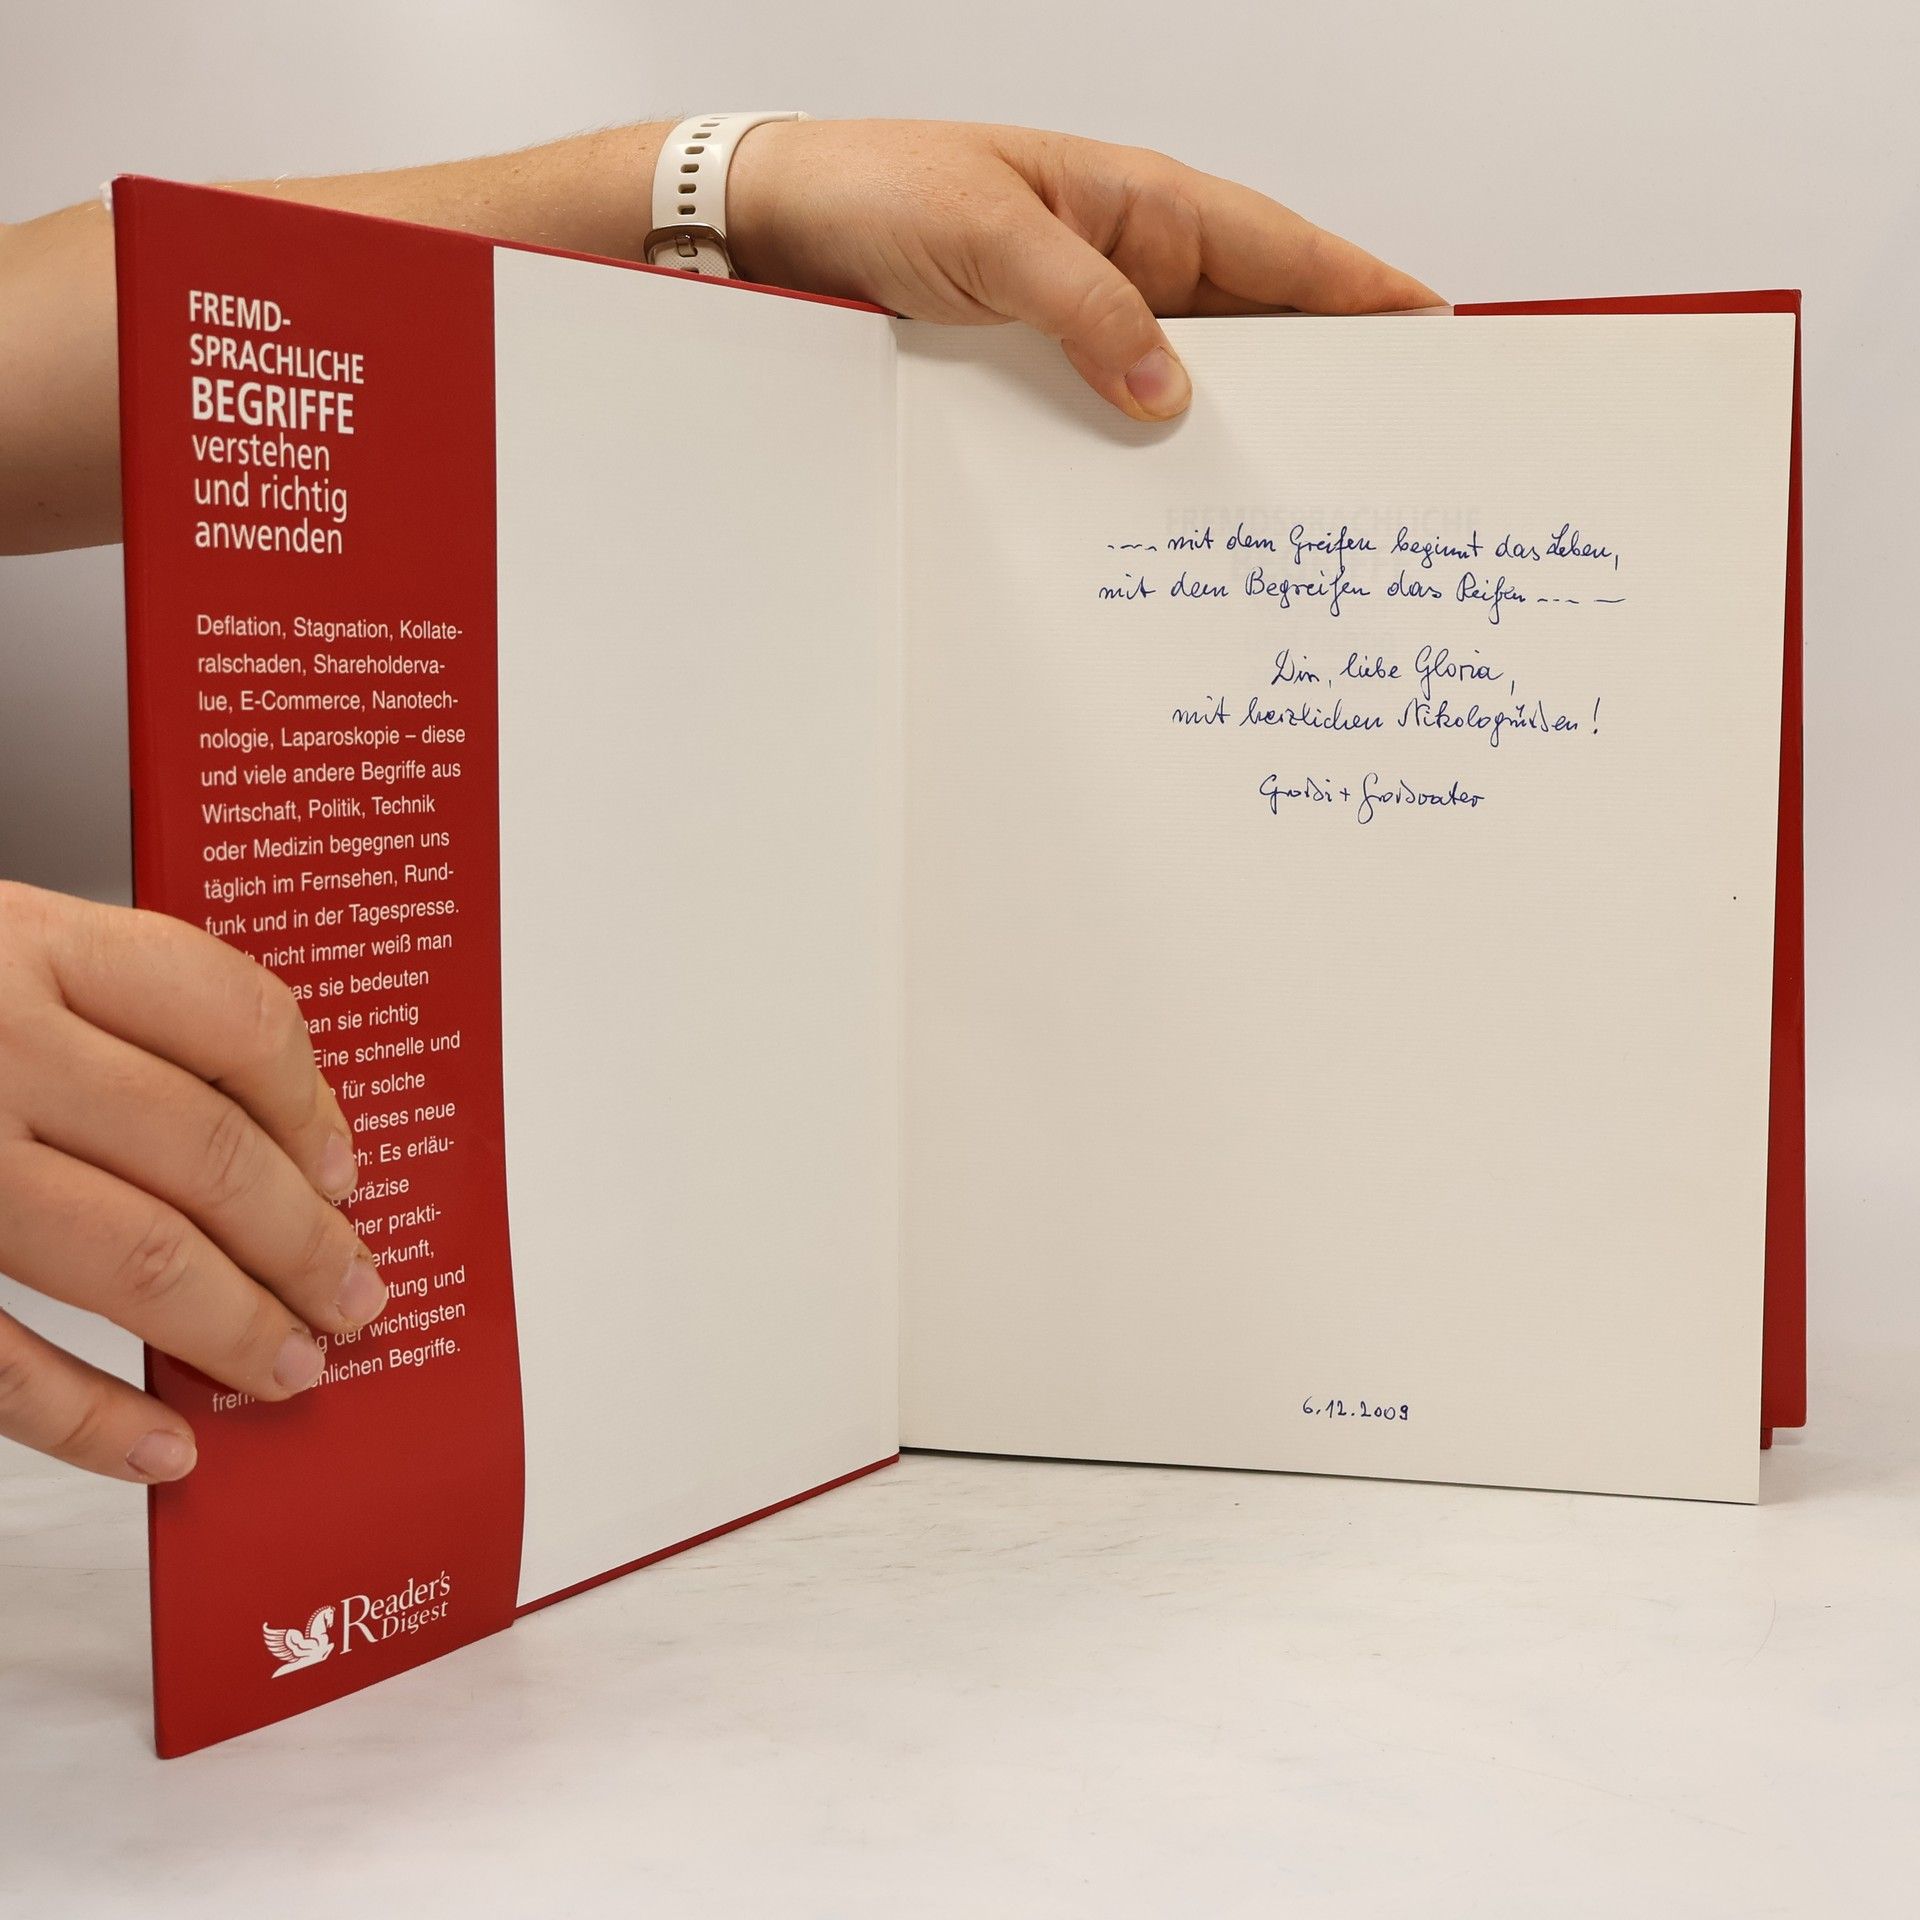 FREMD-
SPRACHLICHE
BEGRIFFE
verstehen
und richtig
anwenden
Deflation, Stagnation, Kollate-
ralschaden, Shareholderva-
lue, E-Commerce, Nanotech-
nologie, Laparoskopie – diese
und viele andere Begriffe aus
Wirtschaft, Politik, Technik
oder Medizin begegnen uns
täglich im Fernsehen, Rund-
funk und in der Tagespresse.
nicht immer weiß man
sie bedeuten
sie richtig
Eine schnelle und
für solche
dieses neue
Es erläu-
präzise
prakti-
und
der wichtigsten
Begriffe.
Reader's
Digest
---- mit dem Greifen beginnt das Leben,
mit dem Begreifen das Reifen --- —
Dir, liebe Gloria,
mit herzlichen Nikologrüßen!
Großi + Großvater
6.12.2009